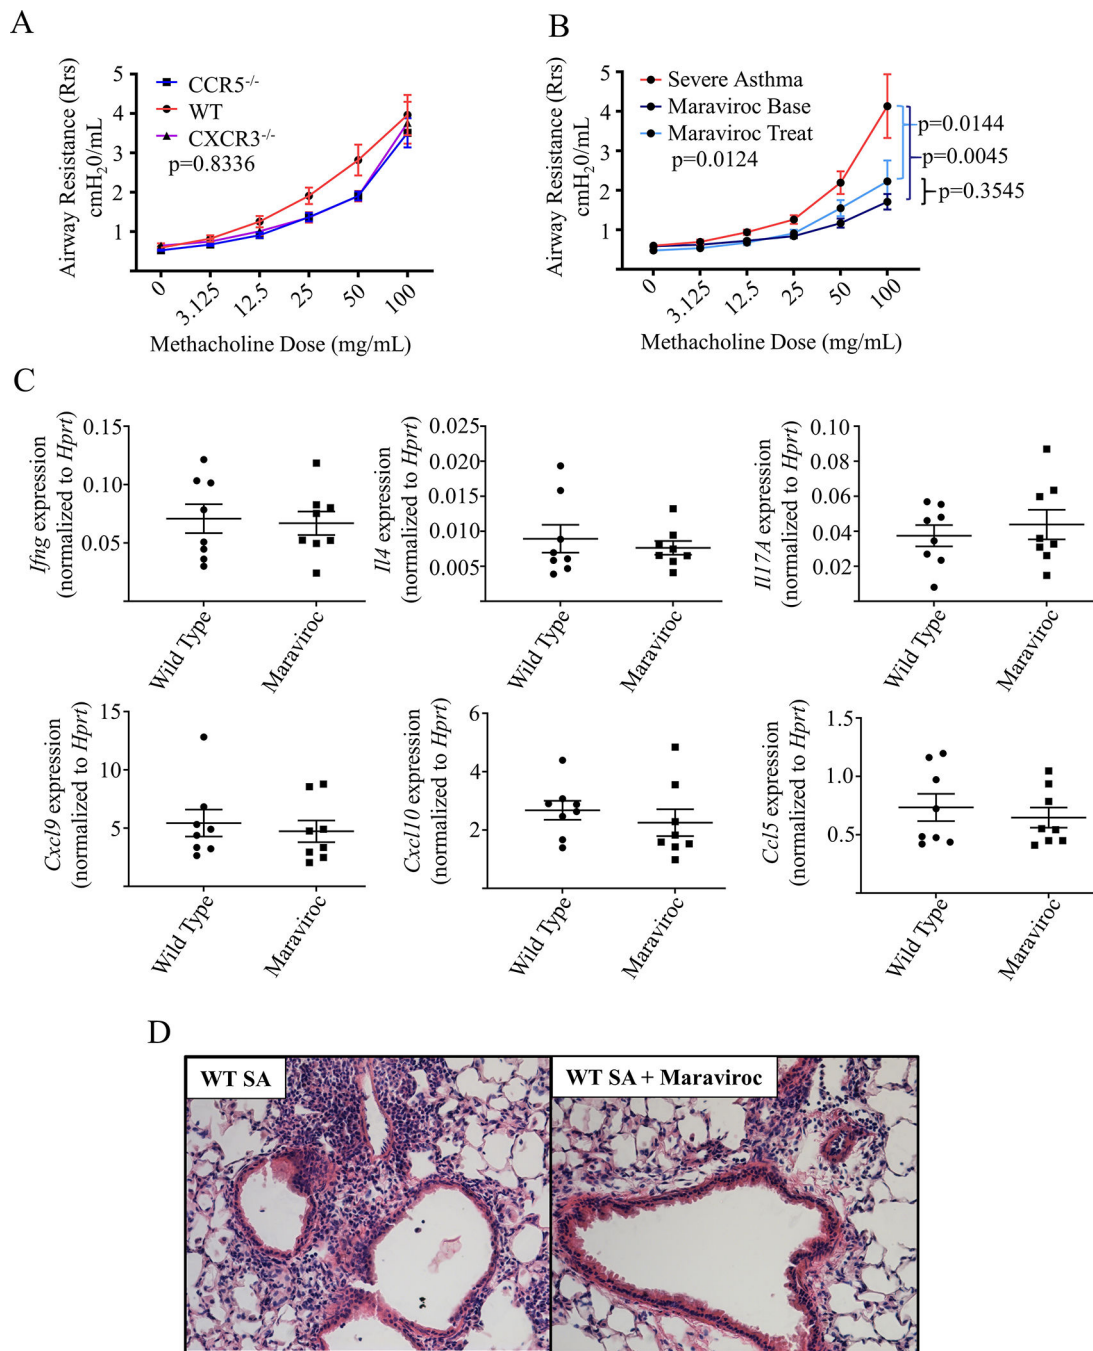 A
Airway Resistance (Rrs)
cmH₂0/mL
5
4
3
2
1
CCR5⁻/⁻
WT
CXCR3⁻/⁻
p=0.8336
0
3.125
12.5
25
50
100
Methacholine Dose (mg/mL)
B
Airway Resistance (Rrs)
cmH₂0/mL
5
4
3
2
1
Severe Asthma
Maraviroc Base
Maraviroc Treat
p=0.0124
p=0.0144
p=0.0045
p=0.3545
0
3.125
12.5
25
50
100
Methacholine Dose (mg/mL)
C
Ifng expression
(normalized to Hprt)
0.15
0.10
0.05
Wild Type
Maraviroc
Il4 expression
(normalized to Hprt)
0.025
0.020
0.015
0.010
0.005
Wild Type
Maraviroc
Il17A expression
(normalized to Hprt)
0.10
0.08
0.06
0.04
0.02
Wild Type
Maraviroc
Cxcl9 expression
(normalized to Hprt)
15
10
5
Wild Type
Maraviroc
Cxcl10 expression
(normalized to Hprt)
6
4
2
Wild Type
Maraviroc
Ccl5 expression
(normalized to Hprt)
1.5
1.0
0.5
Wild Type
Maraviroc
D
WT SA
WT SA + Maraviroc